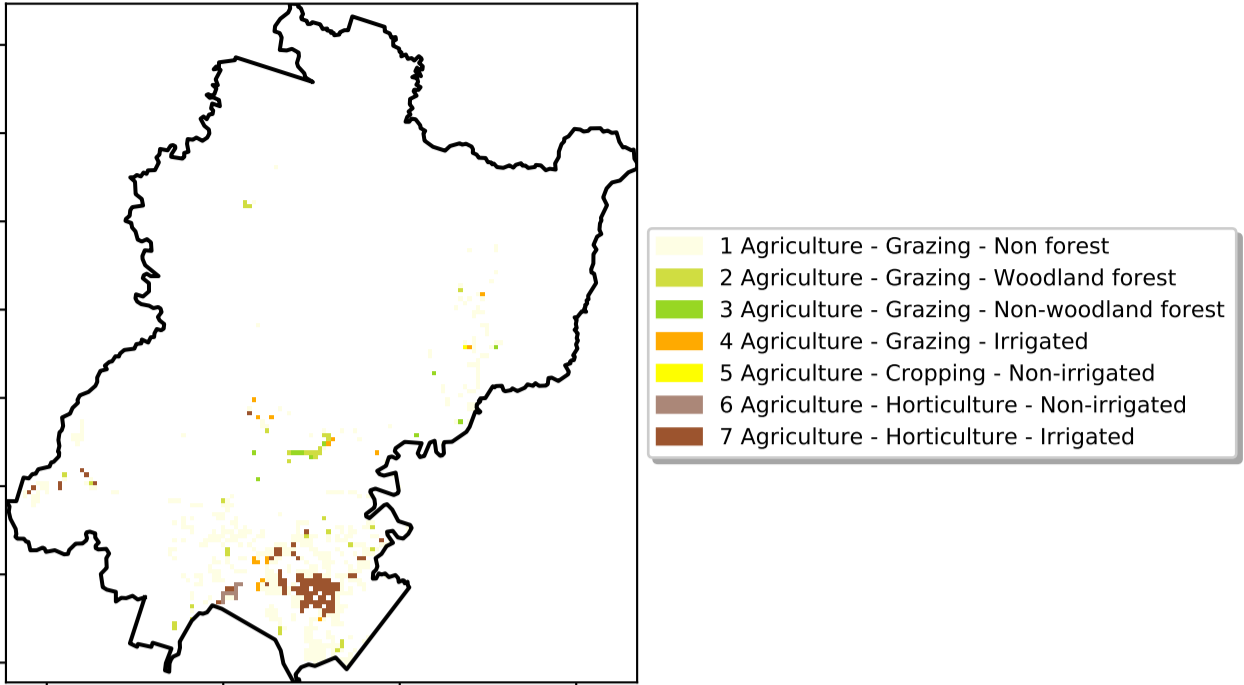 1 Agriculture - Grazing - Non forest
2 Agriculture - Grazing - Woodland forest
3 Agriculture - Grazing - Non-woodland forest
4 Agriculture - Grazing - Irrigated
5 Agriculture - Cropping - Non-irrigated
6 Agriculture - Horticulture - Non-irrigated
7 Agriculture - Horticulture - Irrigated